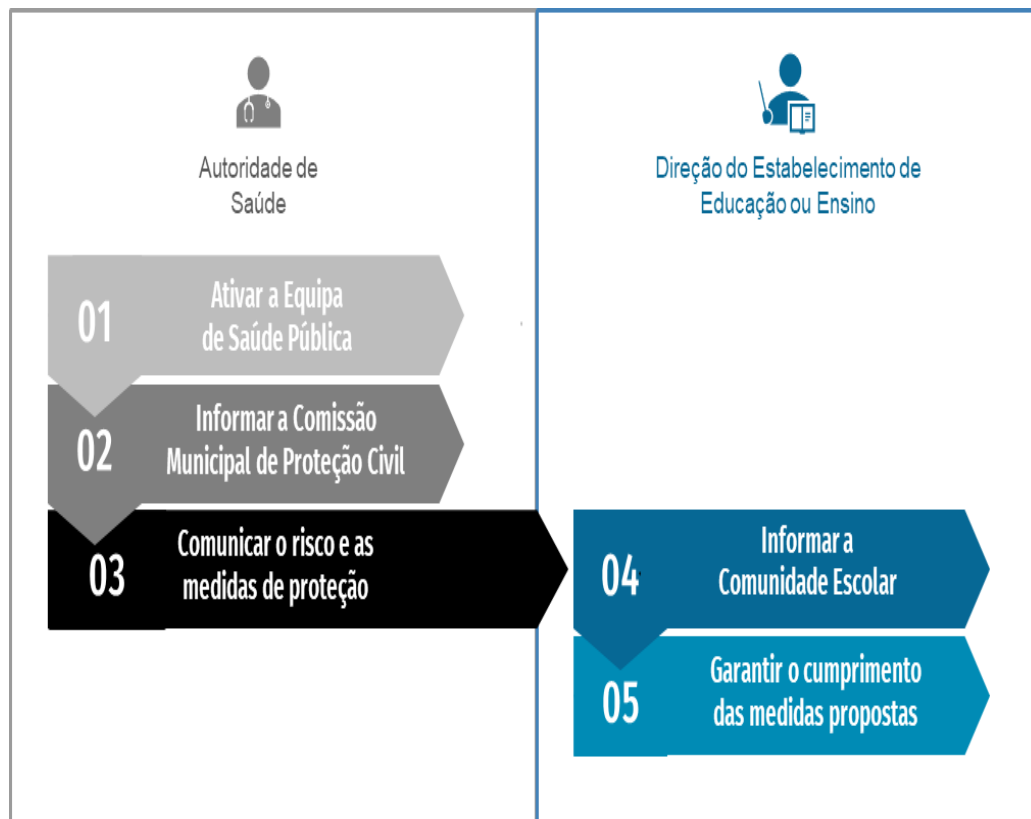 Autoridade de
Saúde
01
Ativar a Equipa
de Saúde Pública
02
Informar a Comissão
Municipal de Proteção Civil
03
Comunicar o risco e as
medidas de proteção
Direção do Estabelecimento de
Educação ou Ensino
04
Informar a
Comunidade Escolar
05
Garantir o cumprimento
das medidas propostas